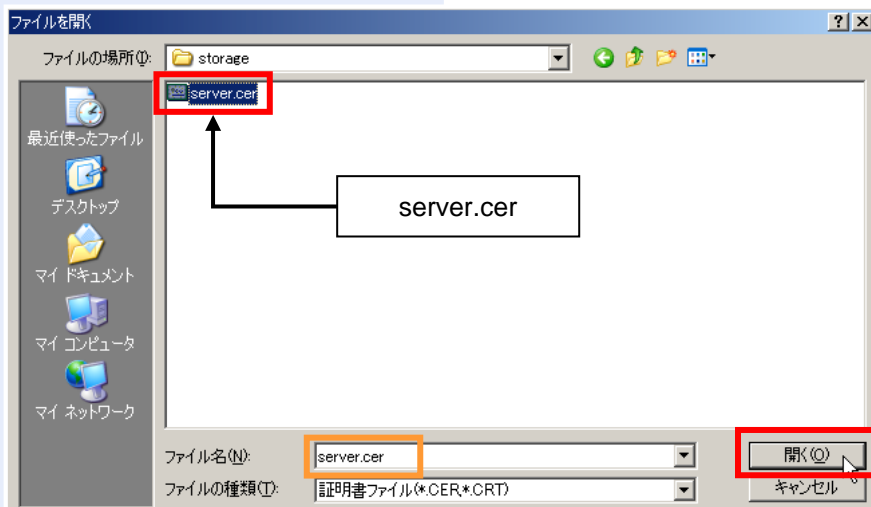 ファイルを開く
ファイルの場所(I):
storage
server.cer
最近使ったファイル
デスクトップ
server.cer
マイ ドキュメント
マイ コンピュータ
マイ ネットワーク
ファイル名(N):
server.cer
開く(O)
ファイルの種類(T):
証明書ファイル(*.CER,*.CRT)
キャンセル